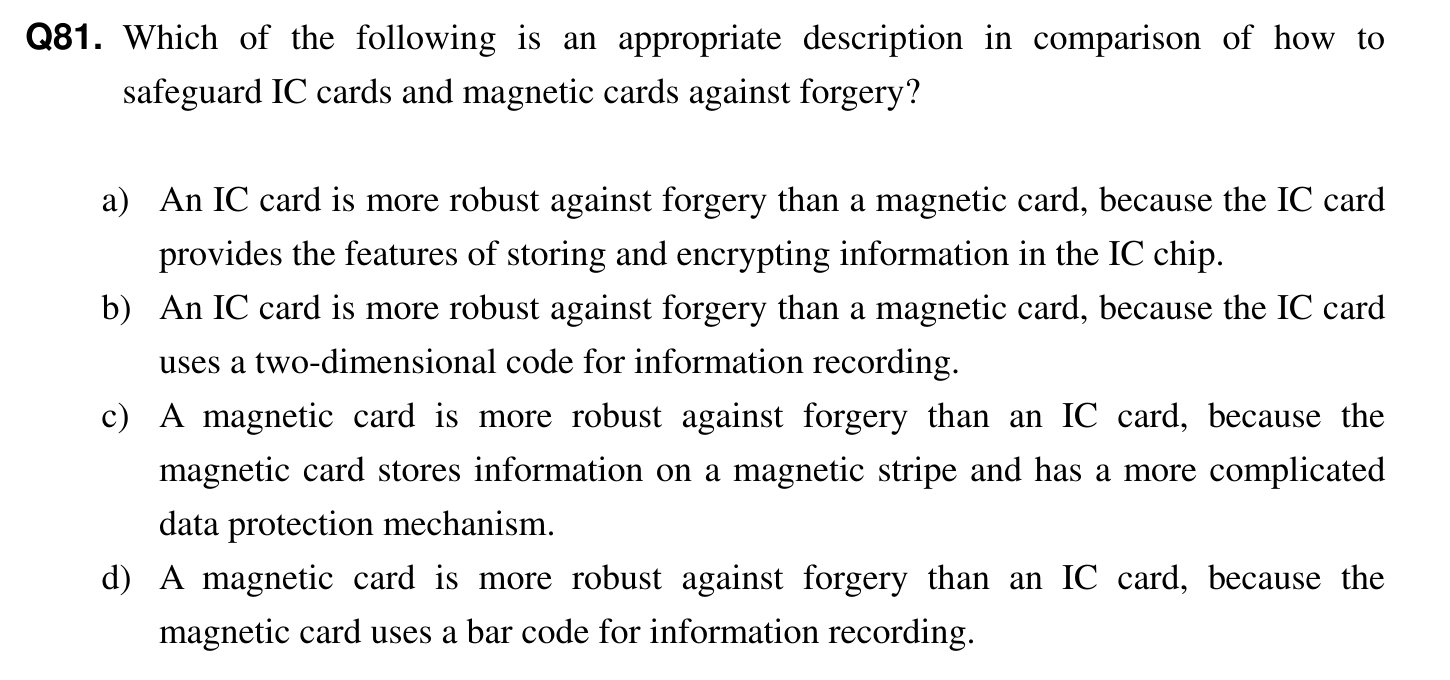 Q81. Which of the following is an appropriate description in comparison of how to
safeguard IC cards and magnetic cards against forgery?
a) An IC card is more robust against forgery than a magnetic card, because the IC card
provides the features of storing and encrypting information in the IC chip.
b) An IC card is more robust against forgery than a magnetic card, because the IC card
uses a two-dimensional code for information recording.
c) A magnetic card is more robust against forgery than an IC card, because the
magnetic card stores information on a magnetic stripe and has a more complicated
data protection mechanism.
d) A magnetic card is more robust against forgery than an IC card, because the
magnetic card uses a bar code for information recording.